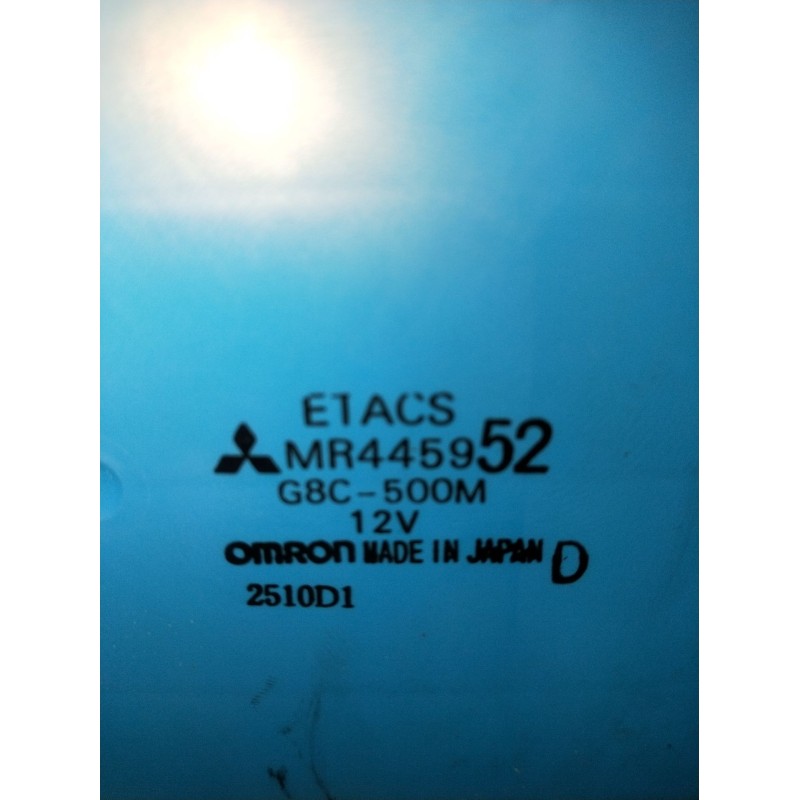 ETACS
MR445952
G8C-500M
12V
OMRON MADE IN JAPAN D
2510D1